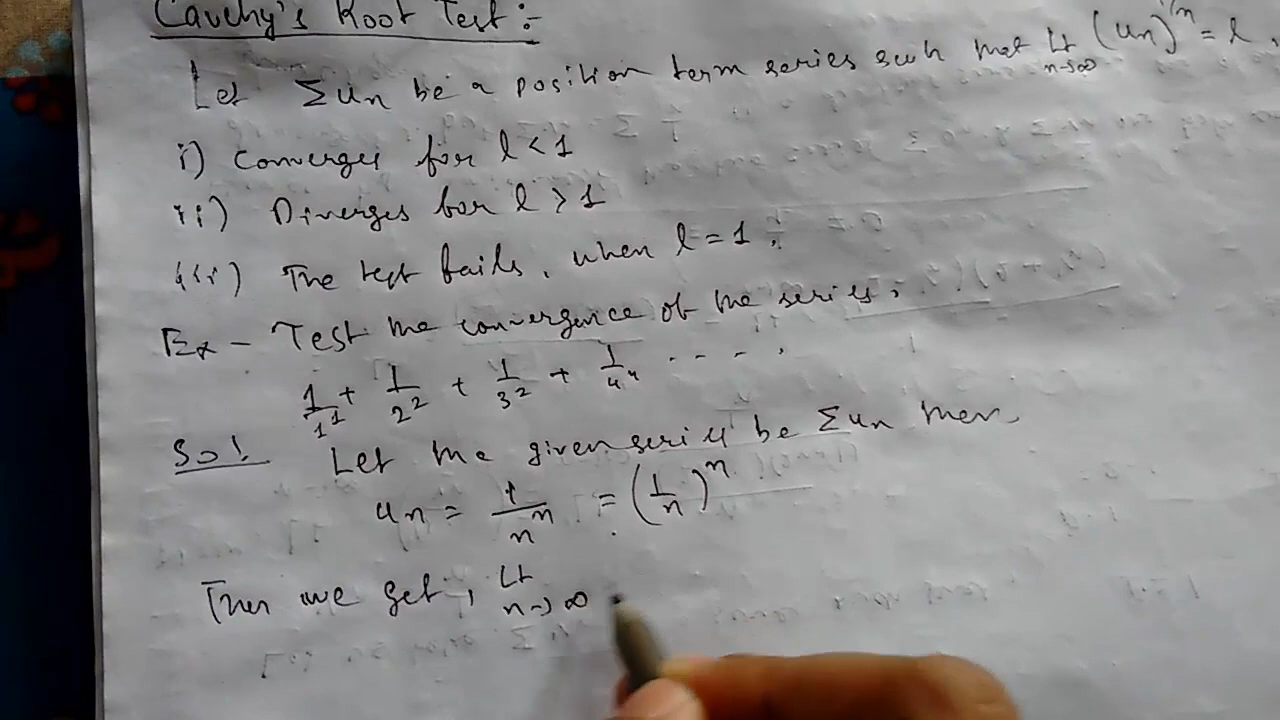 Cauchy's Root Test :-
Let Σun be a position term series such that Lt n→∞ (un)^1/n = l,
i) Converges for l < 1
ii) Diverges for l > 1
iii) The test fails, when l = 1.
Ex - Test the convergence of the series,
1/1^1 + 1/2^2 + 1/3^2 + 1/4^4 . . . .
Sol Let the given series be Σun then,
un = 1/n^n = (1/n)^n
Then we get, Lt n→∞